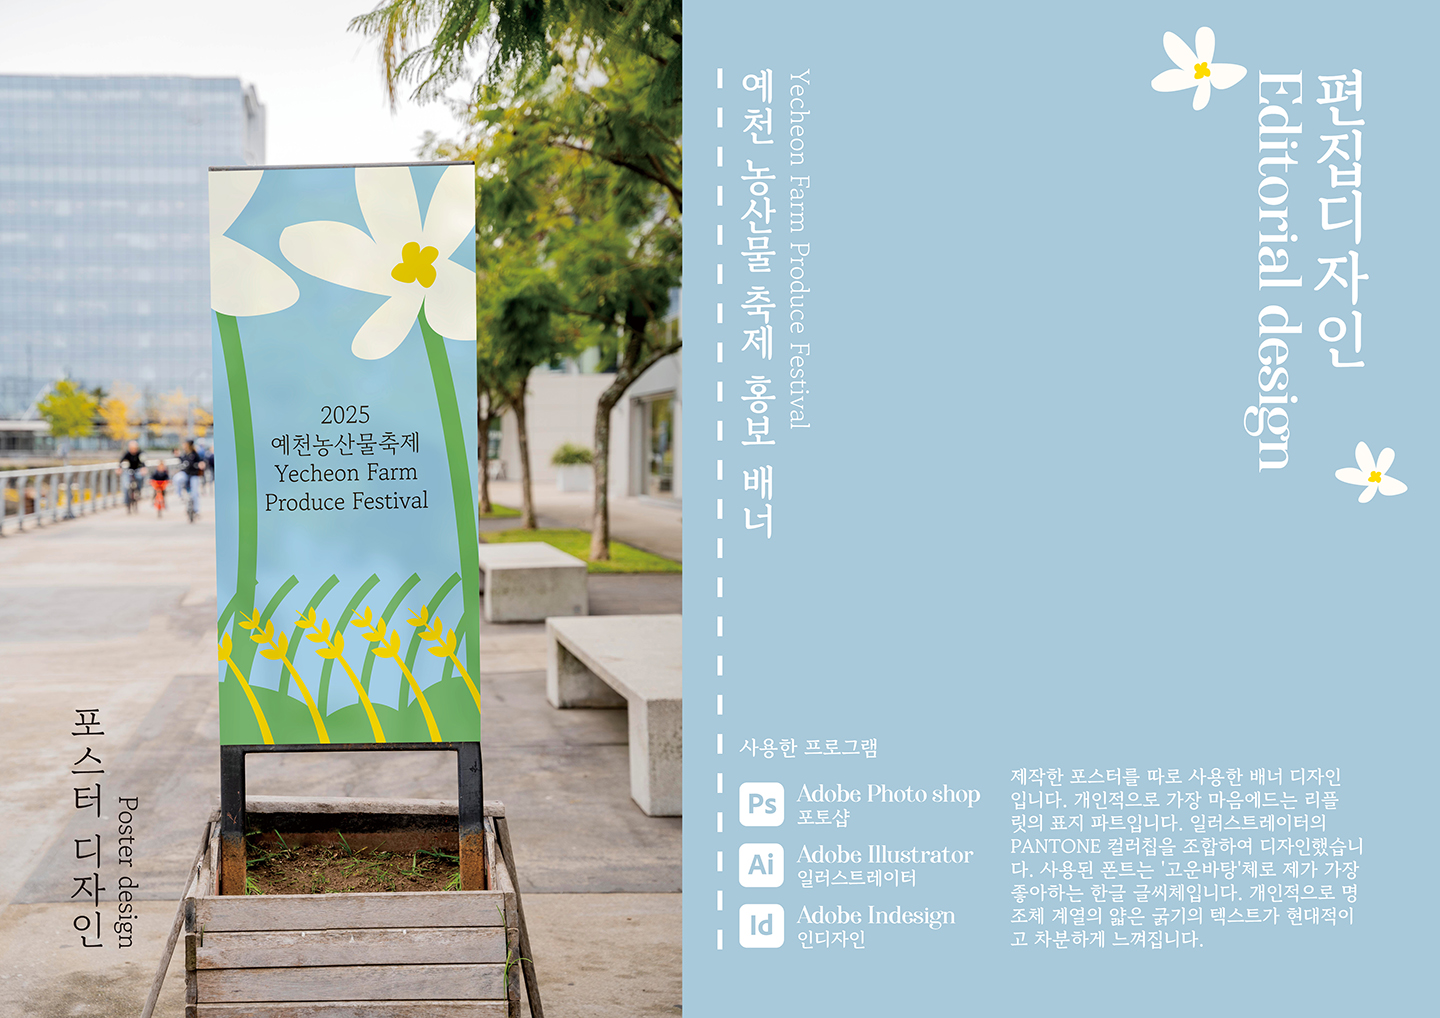 2025
예천농산물축제
Yecheon Farm
Produce Festival
포스터 디자인
Poster design
편집디자인
Editorial design
Yecheon Farm Produce Festival
예천 농산물 축제 홍보 배너
사용한 프로그램
Ps
Adobe Photo shop
포토샵
Ai
Adobe Illustrator
일러스트레이터
Id
Adobe Indesign
인디자인
제작한 포스터를 따로 사용한 배너 디자인
입니다. 개인적으로 가장 마음에드는 리플
릿의 표지 파트입니다. 일러스트레이터의
PANTONE 컬러칩을 조합하여 디자인했습니
다. 사용된 폰트는 '고운바탕'체로 제가 가장
좋아하는 한글 글씨체입니다. 개인적으로 명
조체 계열의 얇은 굵기의 텍스트가 현대적이
고 차분하게 느껴집니다.